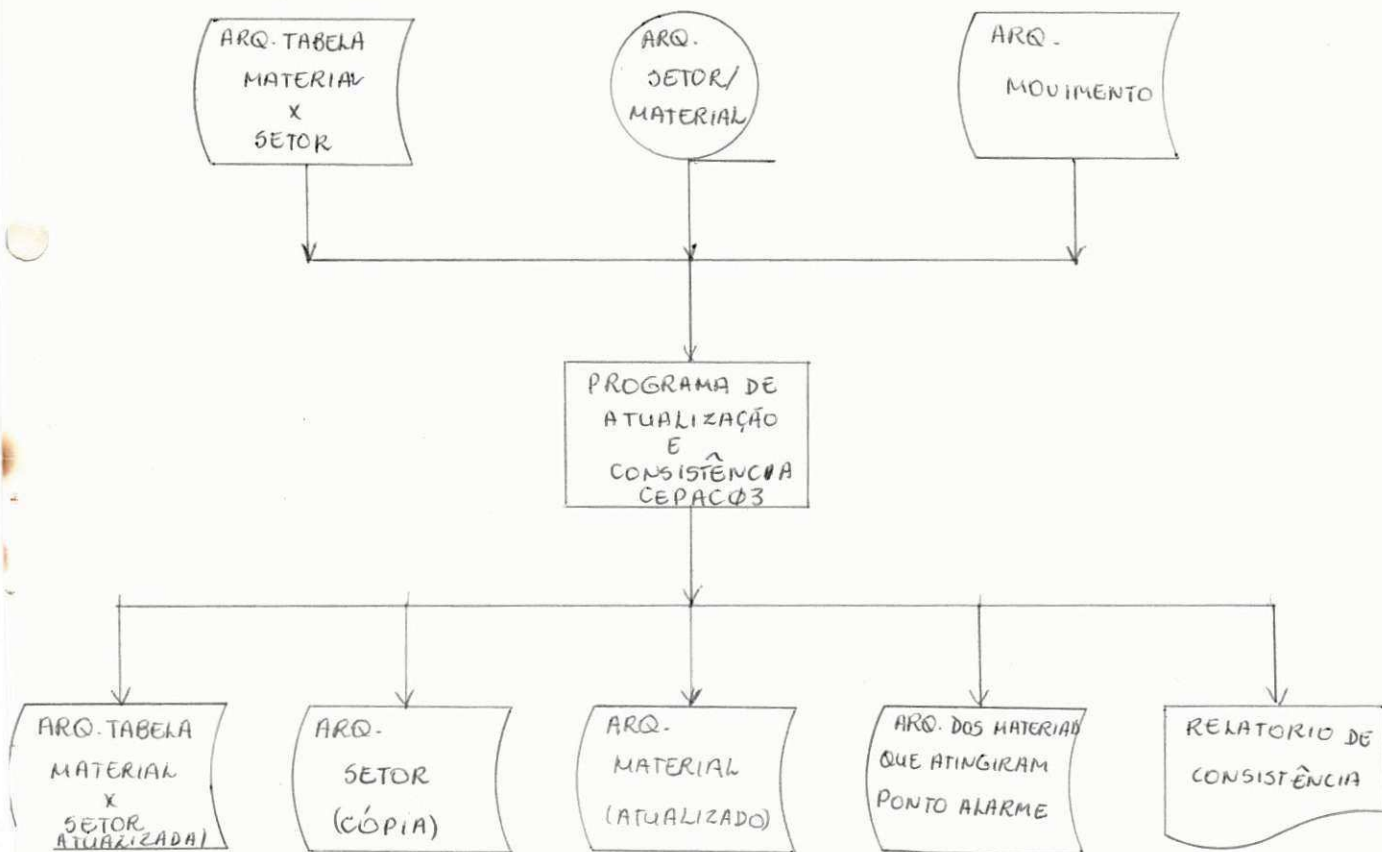 ARQ. TABELA
MATERIAL
X
SETOR
ARQ.
SETOR/
MATERIAL
ARQ.
MOVIMENTO
PROGRAMA DE
ATUALIZAÇÃO
E
CONSISTÊNCIA
CEPACØ3
ARQ. TABELA
MATERIAL
X
SETOR
ATUALIZADA)
ARQ.
SETOR
(CÓPIA)
ARQ.
MATERIAL
(ATUALIZADO)
ARQ. DOS MATERIAIS
QUE ATINGIRAM
PONTO ALARME
RELATORIO DE
CONSISTÊNCIA